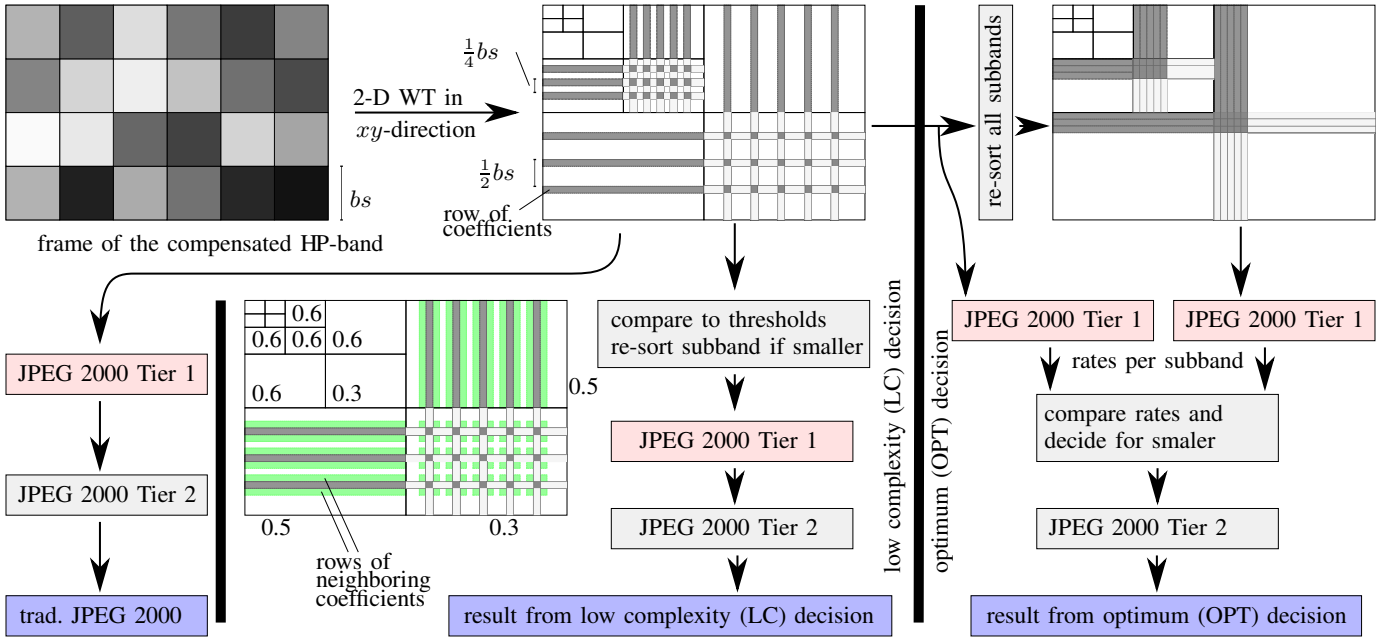 2-D WT in
xy-direction
bs
frame of the compensated HP-band
1/4 bs
1/2 bs
row of
coefficients
re-sort all subbands
0.6
0.6 0.6 0.6
0.6 0.3
0.5
0.5 0.3
rows of
neighboring
coefficients
JPEG 2000 Tier 1
JPEG 2000 Tier 2
trad. JPEG 2000
compare to thresholds
re-sort subband if smaller
JPEG 2000 Tier 1
JPEG 2000 Tier 2
result from low complexity (LC) decision
low complexity (LC) decision
optimum (OPT) decision
JPEG 2000 Tier 1
JPEG 2000 Tier 1
rates per subband
compare rates and
decide for smaler
JPEG 2000 Tier 2
result from optimum (OPT) decision